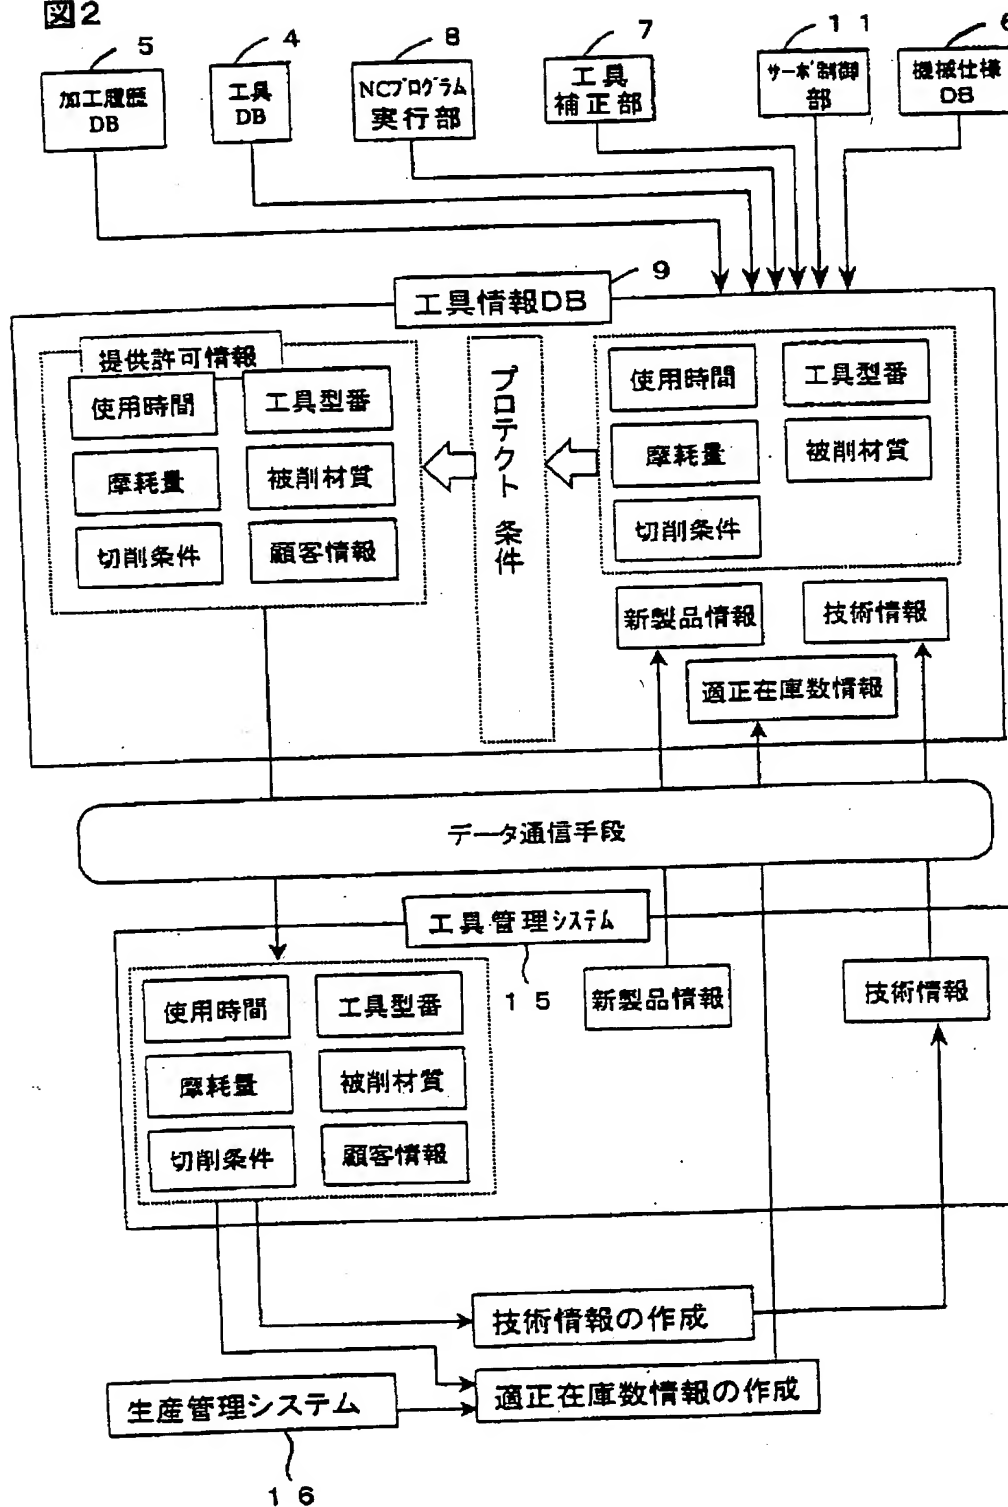 図2
5
4
8
7
11
6
加工履歴
DB
工具
DB
NCプログラム
実行部
工具
補正部
サーボ制御
部
機械仕様
DB
9
工具情報DB
提供許可情報
使用時間
工具型番
摩耗量
被削材質
切削条件
顧客情報
プロテクト 条件
使用時間
工具型番
摩耗量
被削材質
切削条件
新製品情報
技術情報
適正在庫数情報
データ通信手段
工具管理システム
15
使用時間
工具型番
摩耗量
被削材質
切削条件
顧客情報
新製品情報
技術情報
技術情報の作成
適正在庫数情報の作成
生産管理システム
16